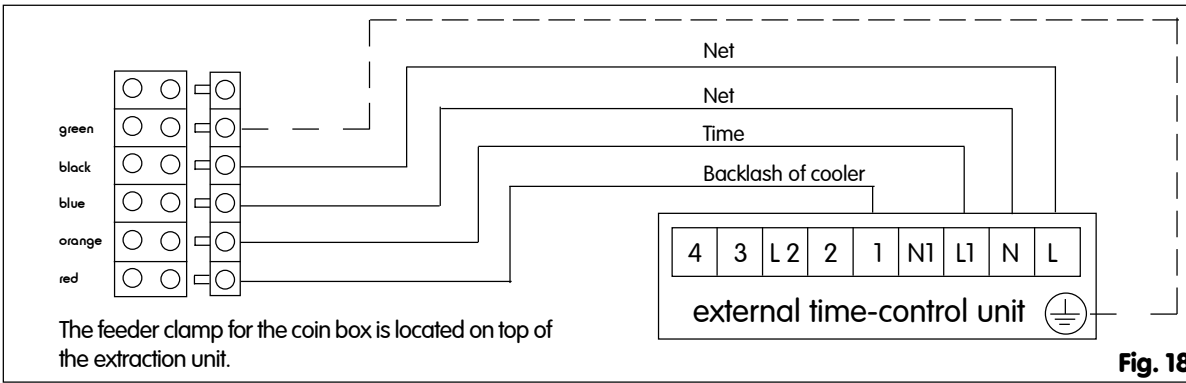 Net
Net
green
Time
black
Backlash of cooler
blue
orange
4 3 L2 2 1 N1 L1 N L
red
external time-control unit
The feeder clamp for the coin box is located on top of
the extraction unit.
Fig. 18